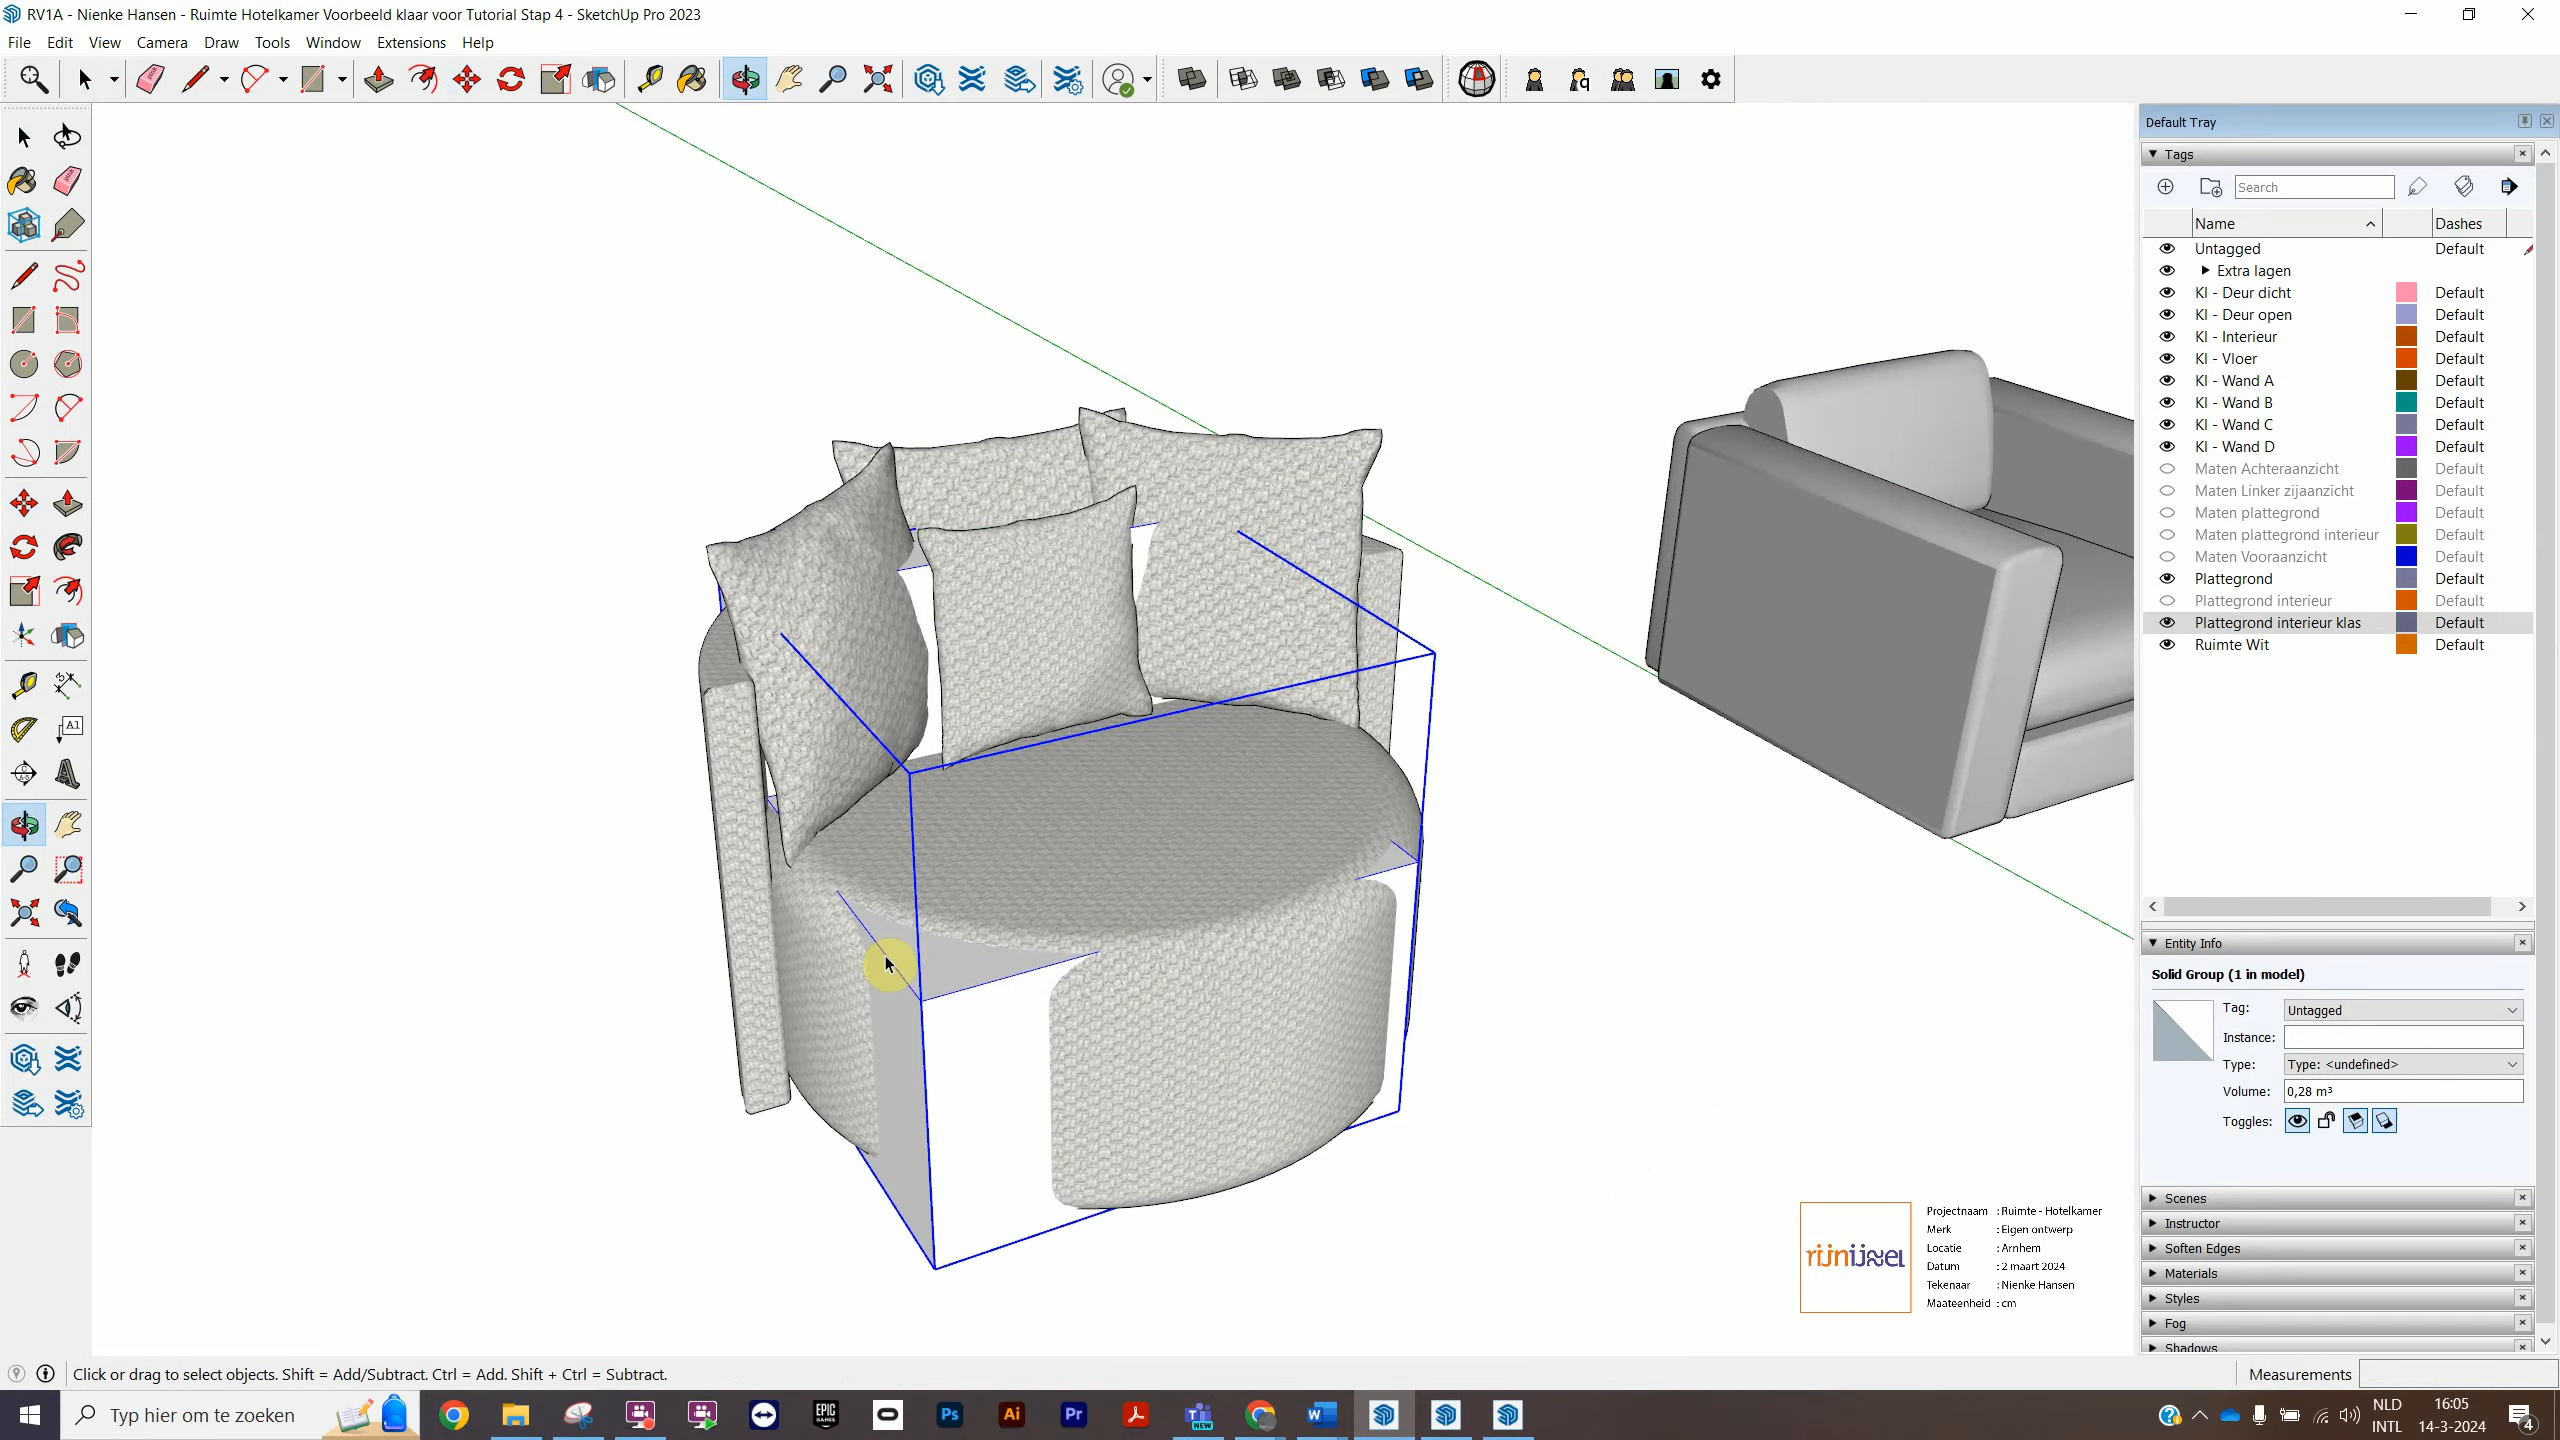 RV1A - Nienke Hansen - Ruimte Hotelkamer Voorbeeld klaar voor Tutorial Stap 4 - SketchUp Pro 2023
File Edit View Camera Draw Tools Window Extensions Help
Default Tray
Tags
Search
Name Dashes
Untagged Default
Extra lagen
KI - Deur dicht Default
KI - Deur open Default
KI - Interieur Default
KI - Vloer Default
KI - Wand A Default
KI - Wand B Default
KI - Wand C Default
KI - Wand D Default
Maten Achteraanzicht Default
Maten Linker zijaanzicht Default
Maten plattegrond Default
Maten plattegrond interieur Default
Maten Vooraanzicht Default
Plattegrond Default
Plattegrond interieur Default
Plattegrond interieur klas Default
Ruimte Wit Default
A1
Entity Info
Solid Group (1 in model)
Tag: Untagged
Instance:
Type: Type: <undefined>
Volume: 0,28 m³
Toggles:
Scenes
Instructor
Soften Edges
Materials
Styles
Fog
Shadows
rijnijssel
Projectnaam : Ruimte - Hotelkamer
Merk : Eigen ontwerp
Locatie : Arnhem
Datum : 2 maart 2024
Tekenaar : Nienke Hansen
Maateenheid : cm
Click or drag to select objects. Shift = Add/Subtract. Ctrl = Add. Shift + Ctrl = Subtract.
Measurements
Typ hier om te zoeken
EPIC GAMES
Ps
Ai
Pr
NEW
NLD
INTL
16:05
14-3-2024
4